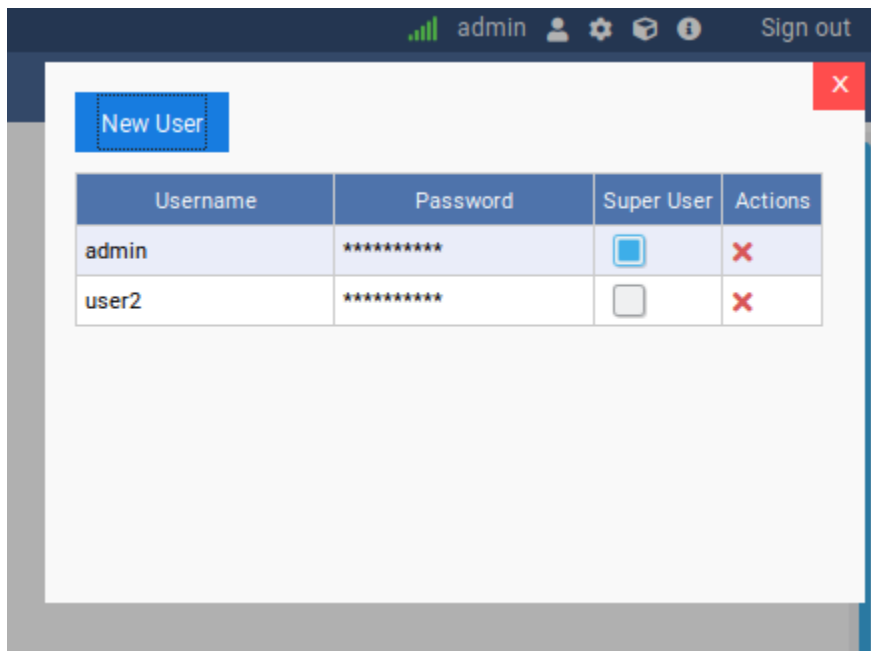 admin Sign out
X
New User
Username Password Super User Actions
admin **********
user2 **********